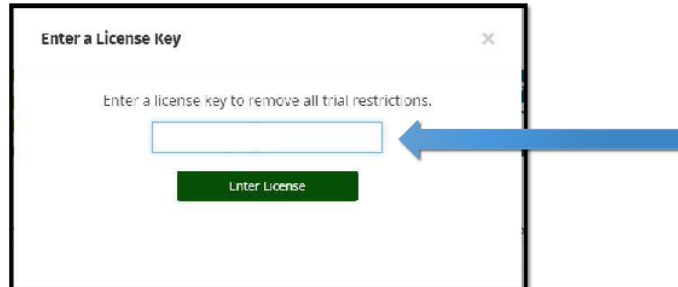 Enter a License Key
Enter a license key to remove all trial restrictions.
Enter License